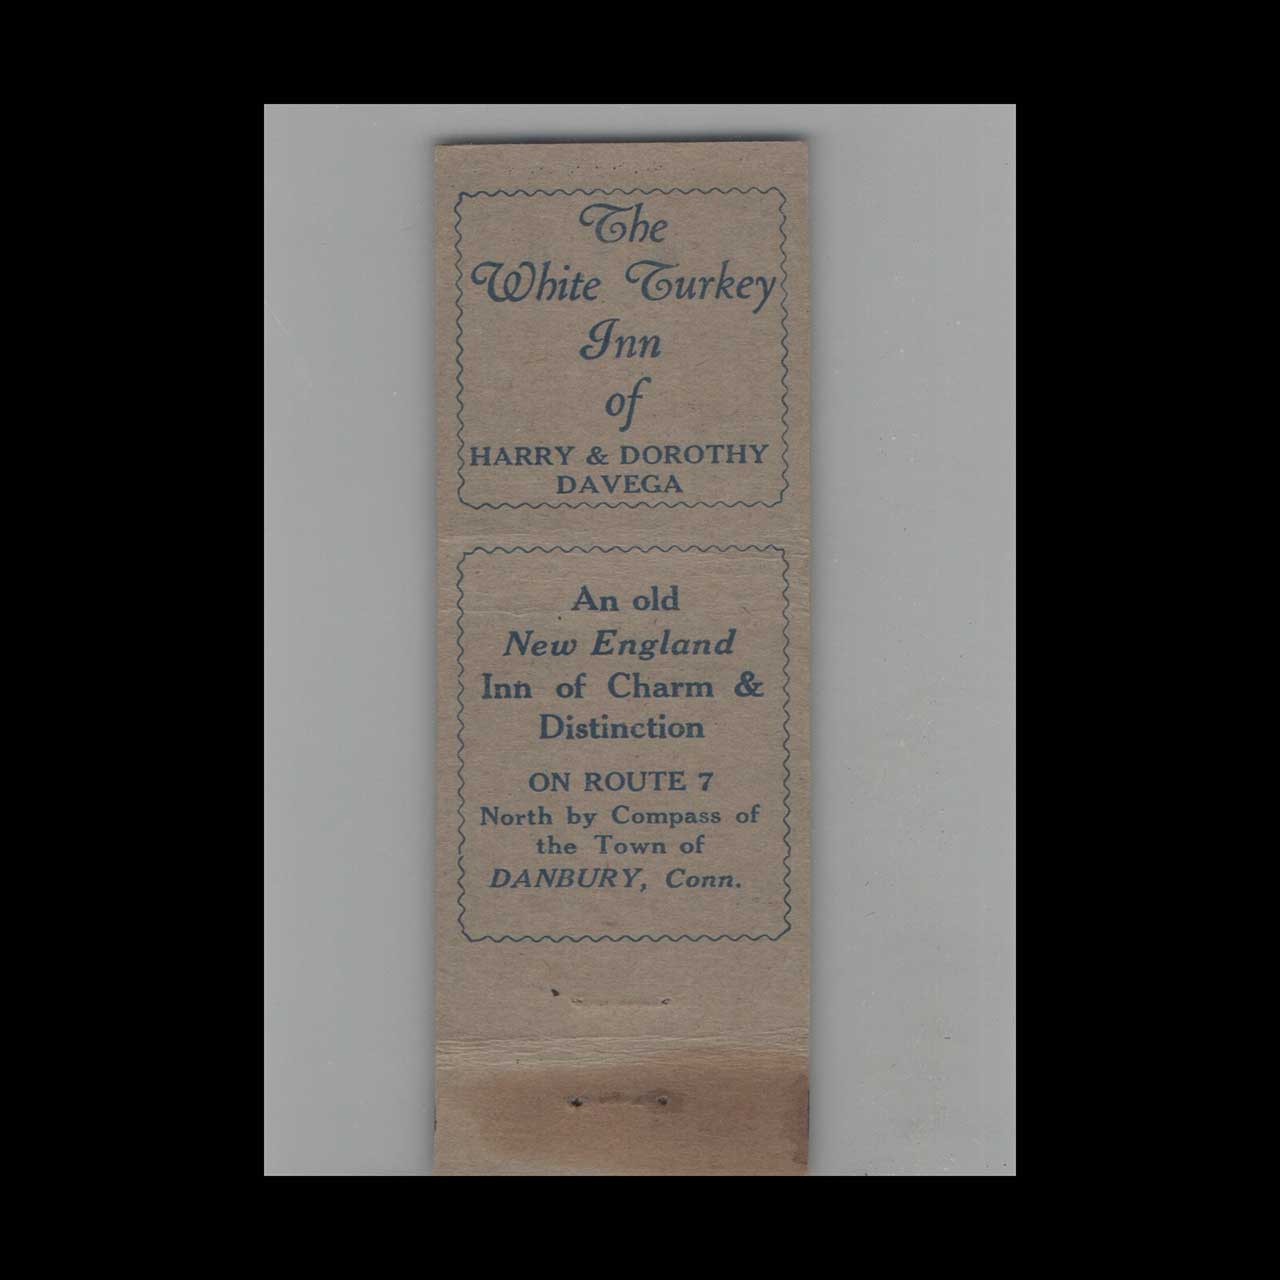 The
White Turkey
Inn
of
HARRY & DOROTHY
DAVEGA
An old
New England
Inn of Charm &
Distinction
ON ROUTE 7
North by Compass of
the Town of
DANBURY, Conn.